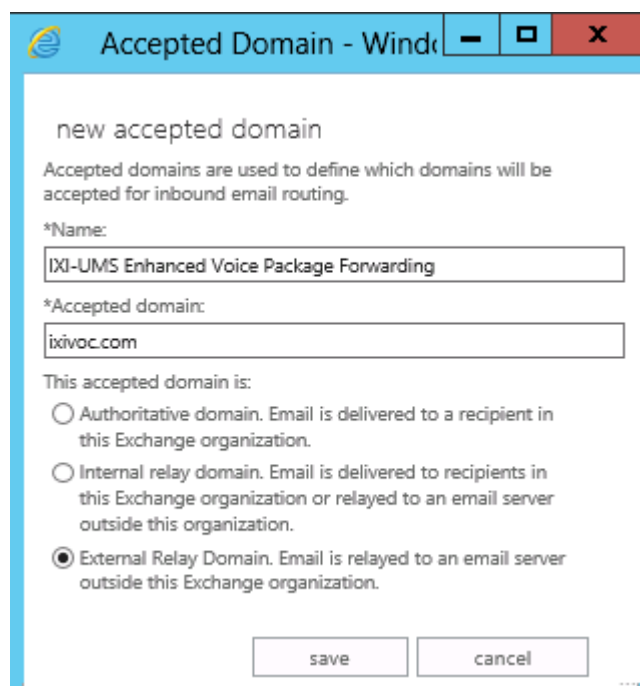 Accepted Domain - Wind
new accepted domain
Accepted domains are used to define which domains will be
accepted for inbound email routing.
*Name:
IXI-UMS Enhanced Voice Package Forwarding
*Accepted domain:
ixivoc.com
This accepted domain is:
Authoritative domain. Email is delivered to a recipient in
this Exchange organization.
Internal relay domain. Email is delivered to recipients in
this Exchange organization or relayed to an email server
outside this organization.
External Relay Domain. Email is relayed to an email server
outside this Exchange organization.
save cancel